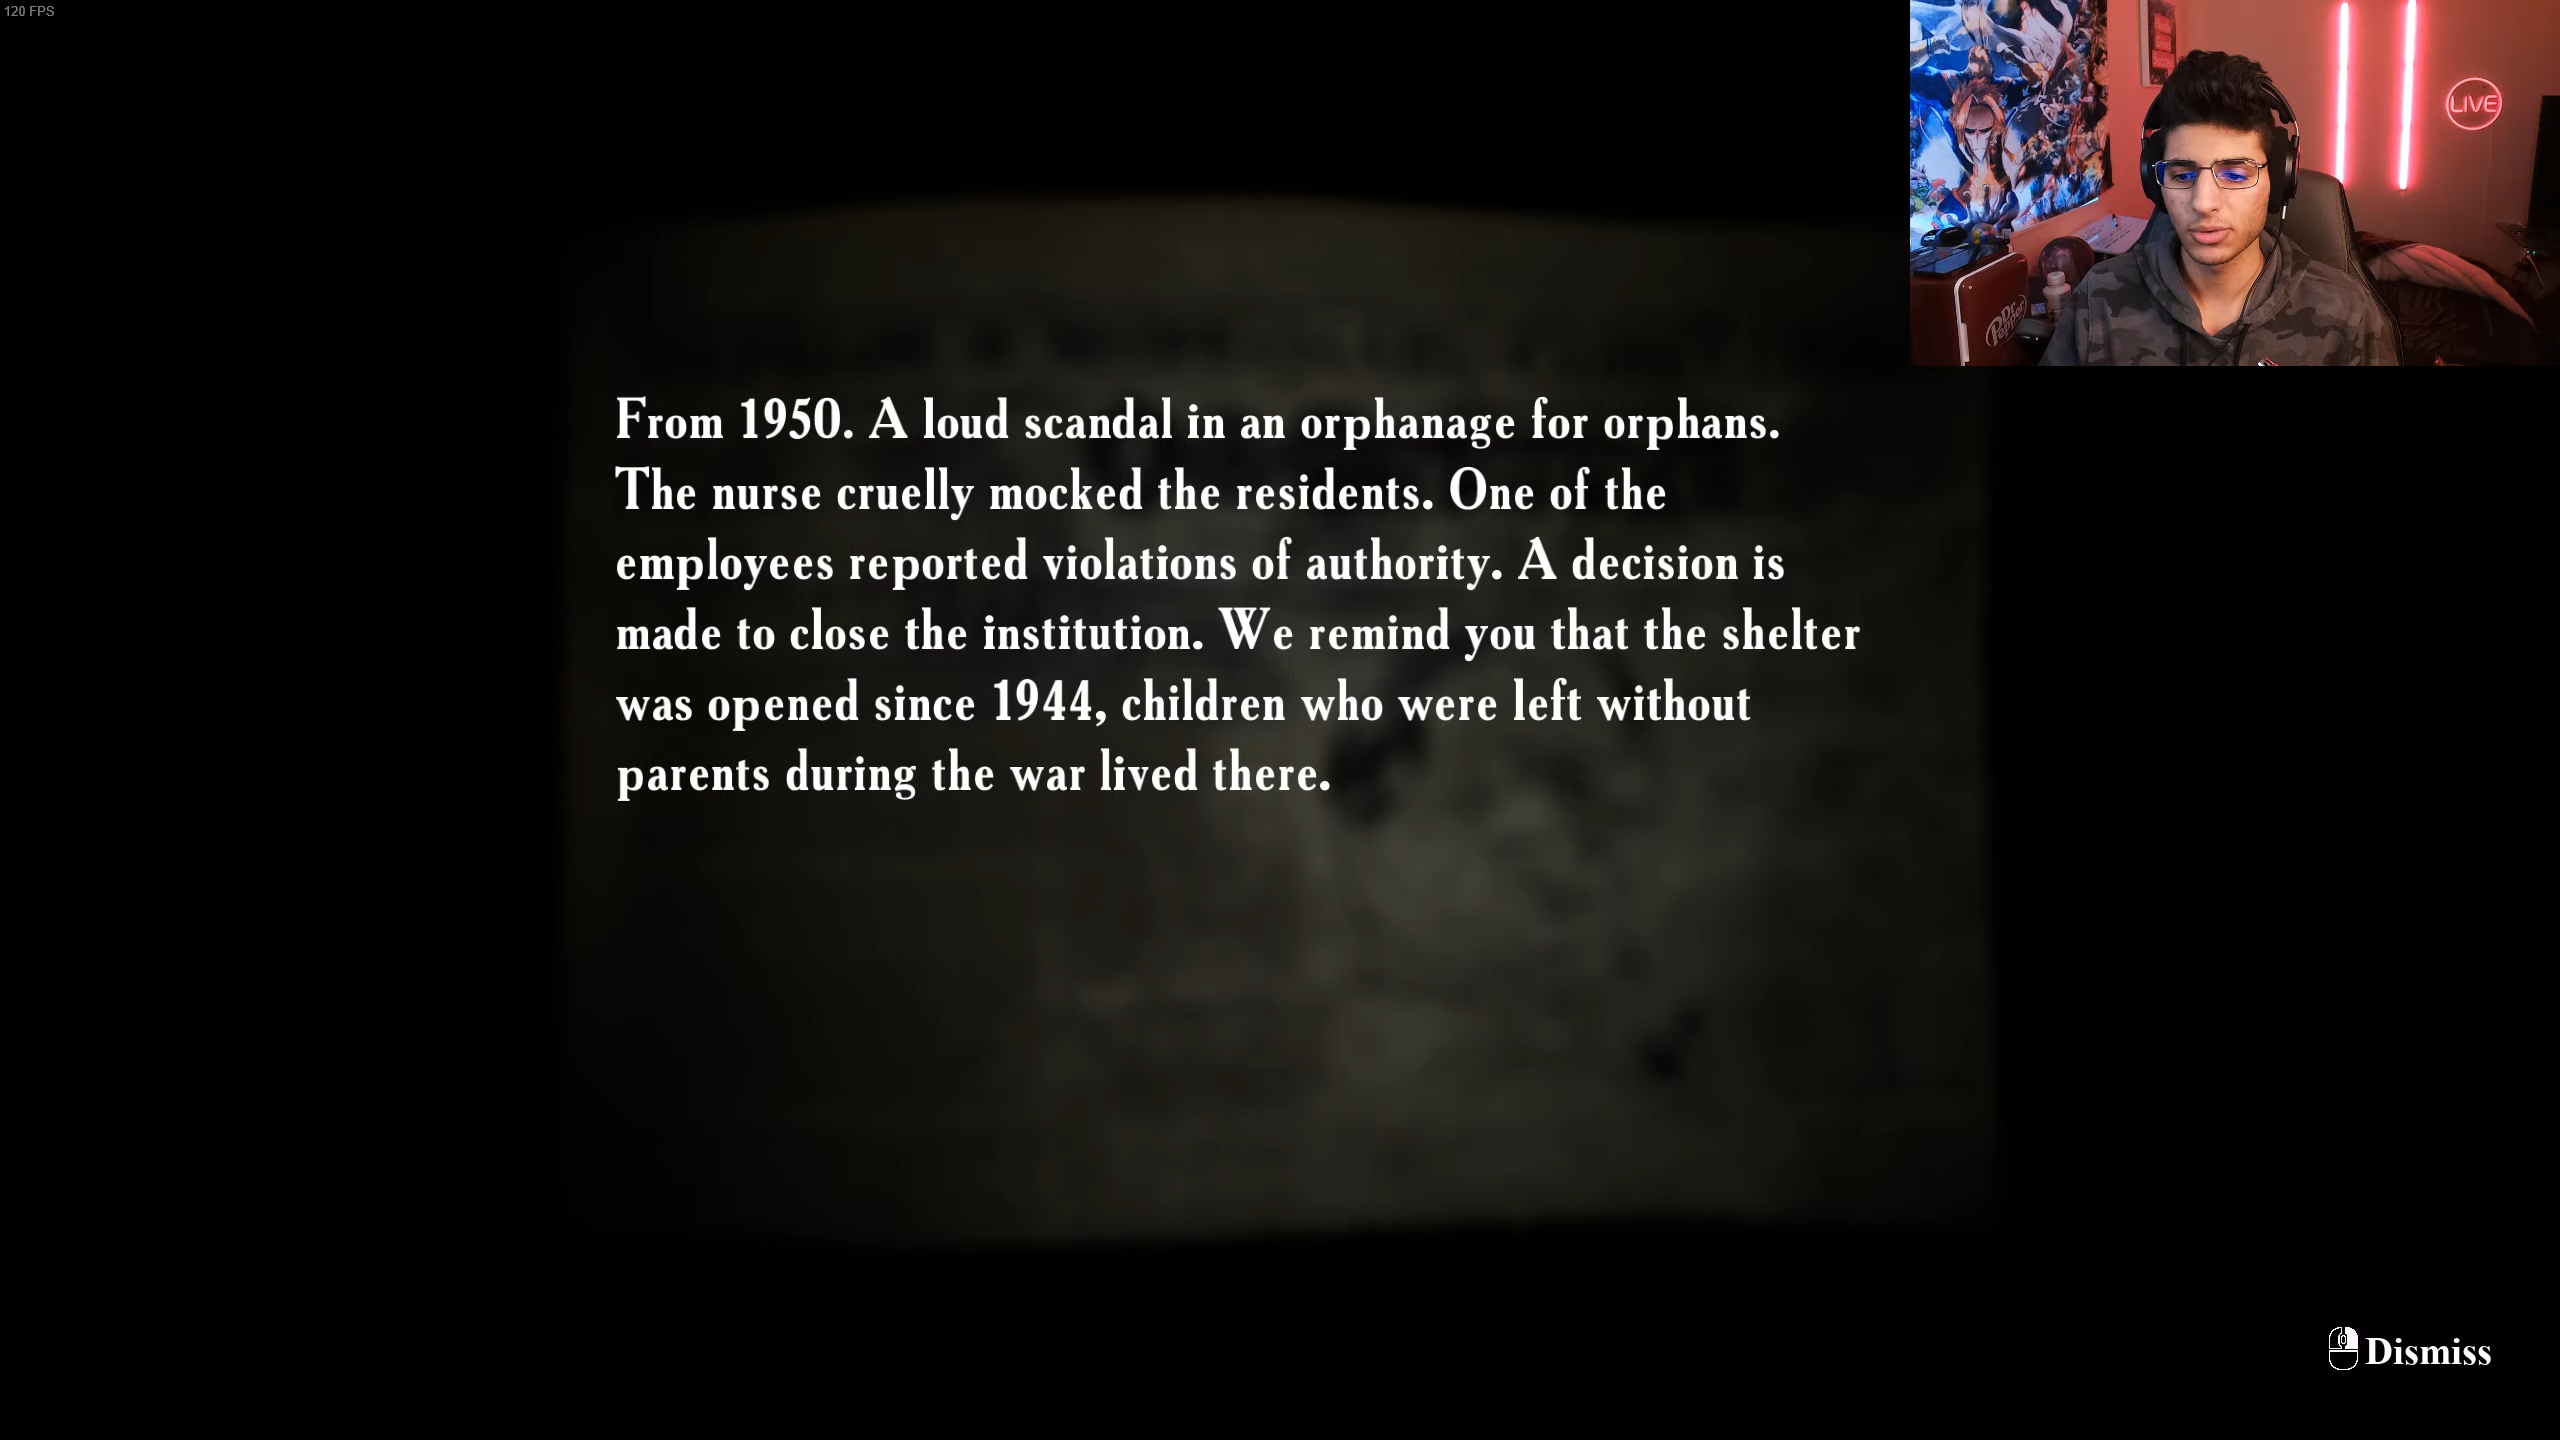 120 FPS
LIVE
Dr Pepper
From 1950. A loud scandal in an orphanage for orphans.
The nurse cruelly mocked the residents. One of the
employees reported violations of authority. A decision is
made to close the institution. We remind you that the shelter
was opened since 1944, children who were left without
parents during the war lived there.
Dismiss